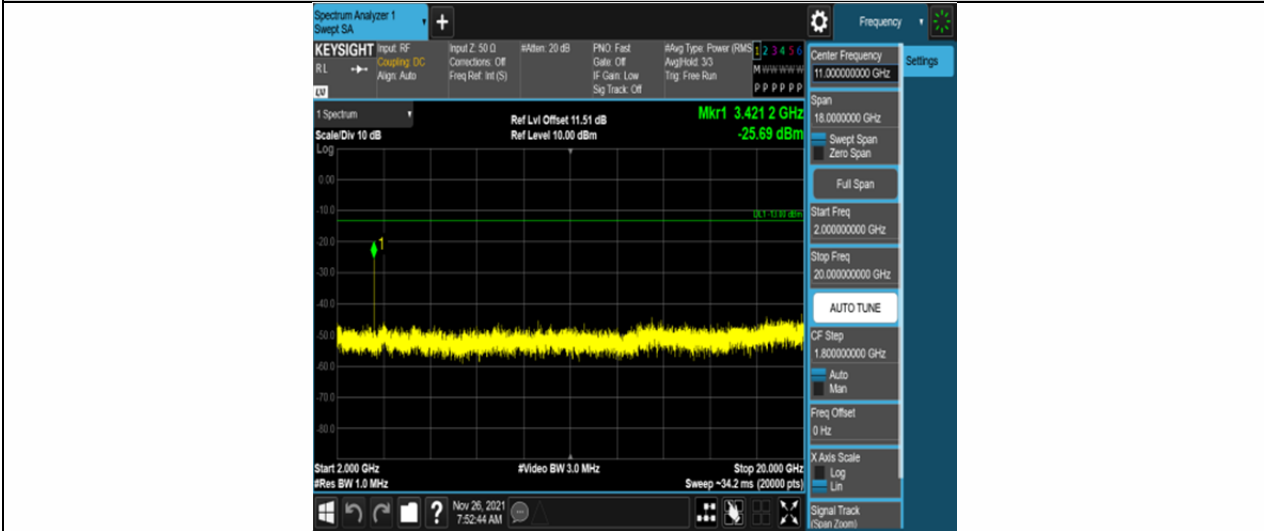 Spectrum Analyzer 1
Swept SA
+
Frequency
KEYSIGHT
Input: RF
Coupling: DC
Align: Auto
Input Z: 50 Ω
Corrections: Off
Freq Ref: Int (S)
#Atten: 20 dB
PNO: Fast
Gate: Off
IF Gain: Low
Sig Track: Off
#Avg Type: Power (RMS
Avg|Hold: 3/3
Trig: Free Run
1 2 3 4 5 6
M W W W W W
P P P P P P
RL
Center Frequency
11.000000000 GHz
Settings
Span
18.0000000 GHz
Swept Span
Zero Span
Full Span
Start Freq
2.000000000 GHz
Stop Freq
20.000000000 GHz
AUTO TUNE
CF Step
1.800000000 GHz
Auto
Man
Freq Offset
0 Hz
X Axis Scale
Log
Lin
Signal Track
(Span Zoom)
1 Spectrum
Scale/Div 10 dB
Log
Ref Lvl Offset 11.51 dB
Ref Level 10.00 dBm
Mkr1 3.421 2 GHz
-25.69 dBm
0.00
-10.0
DL1 -13.00 dBm
-20.0
1
-30.0
-40.0
-50.0
-60.0
-70.0
-80.0
Start 2.000 GHz
#Res BW 1.0 MHz
#Video BW 3.0 MHz
Stop 20.000 GHz
Sweep ~34.2 ms (20000 pts)
?
Nov 26, 2021
7:52:44 AM